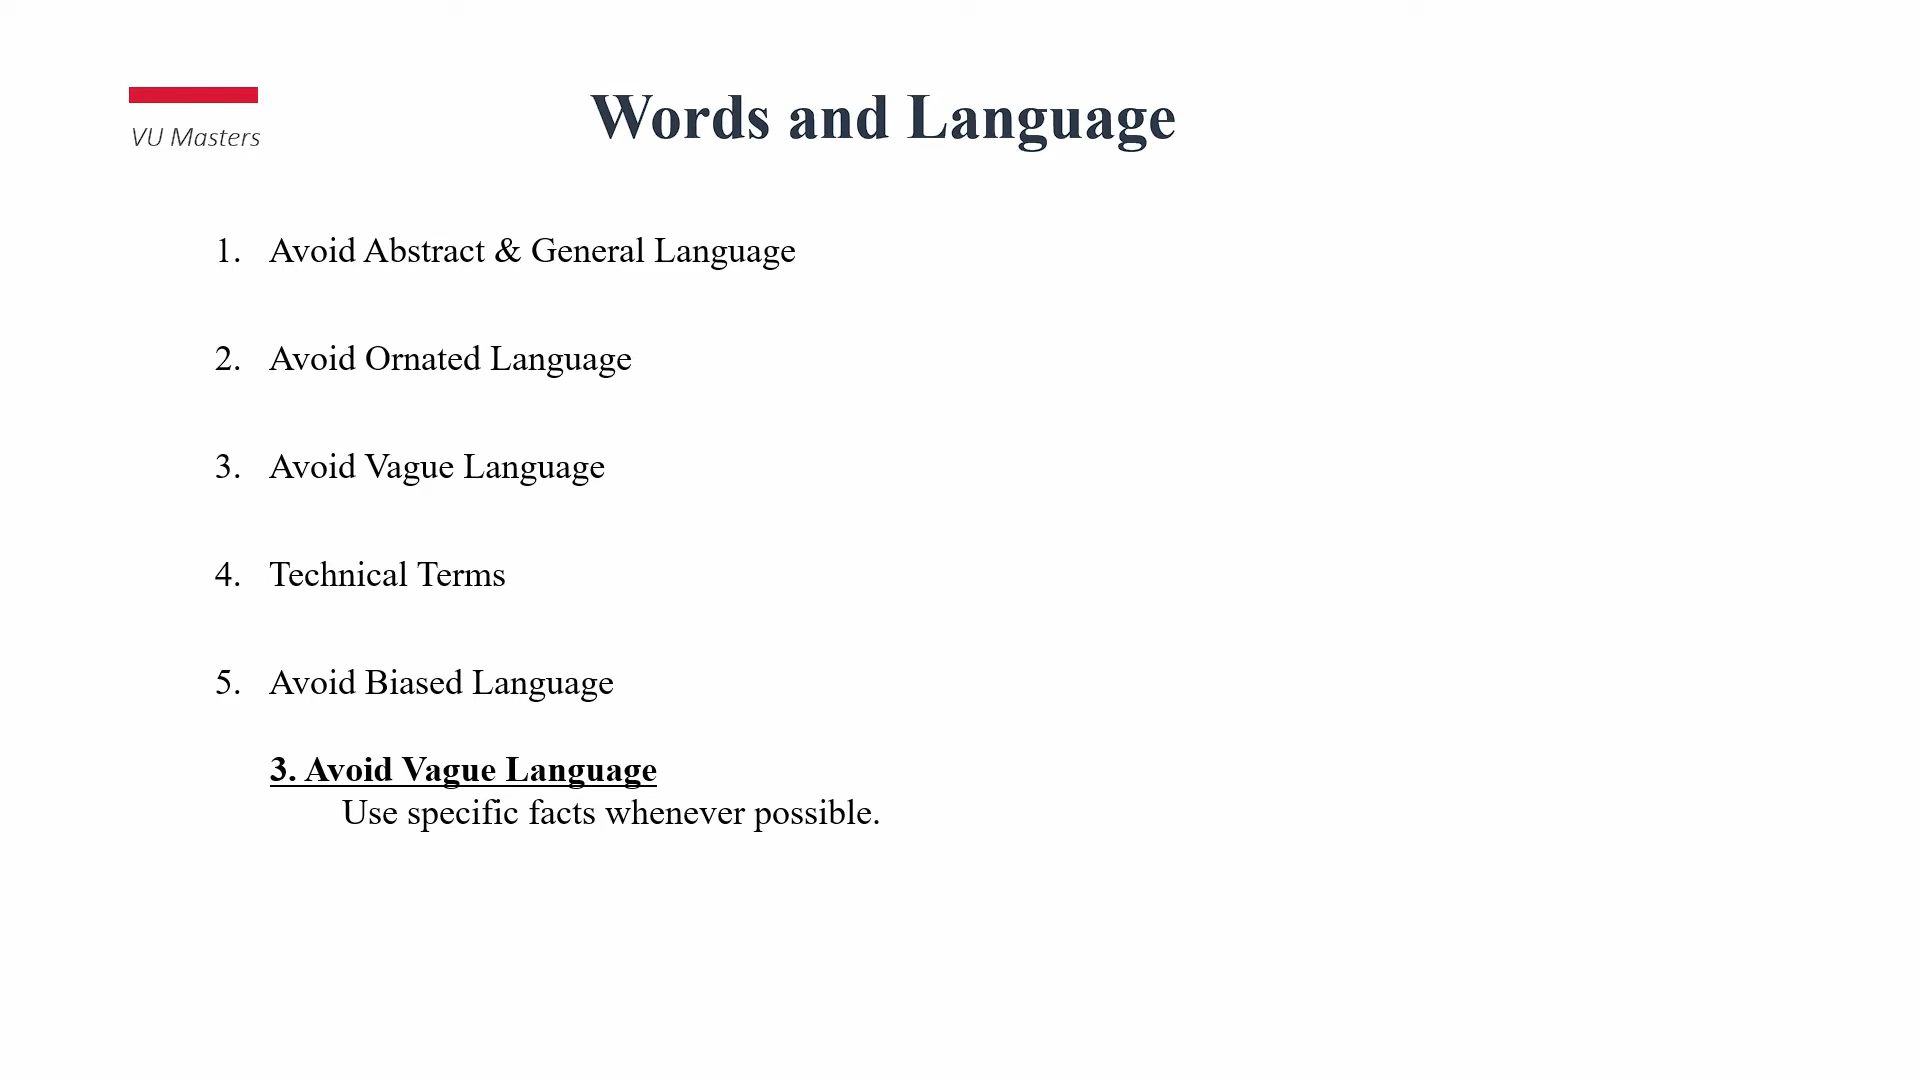 VU Masters
Words and Language
1. Avoid Abstract & General Language
2. Avoid Ornated Language
3. Avoid Vague Language
4. Technical Terms
5. Avoid Biased Language
3. Avoid Vague Language
Use specific facts whenever possible.